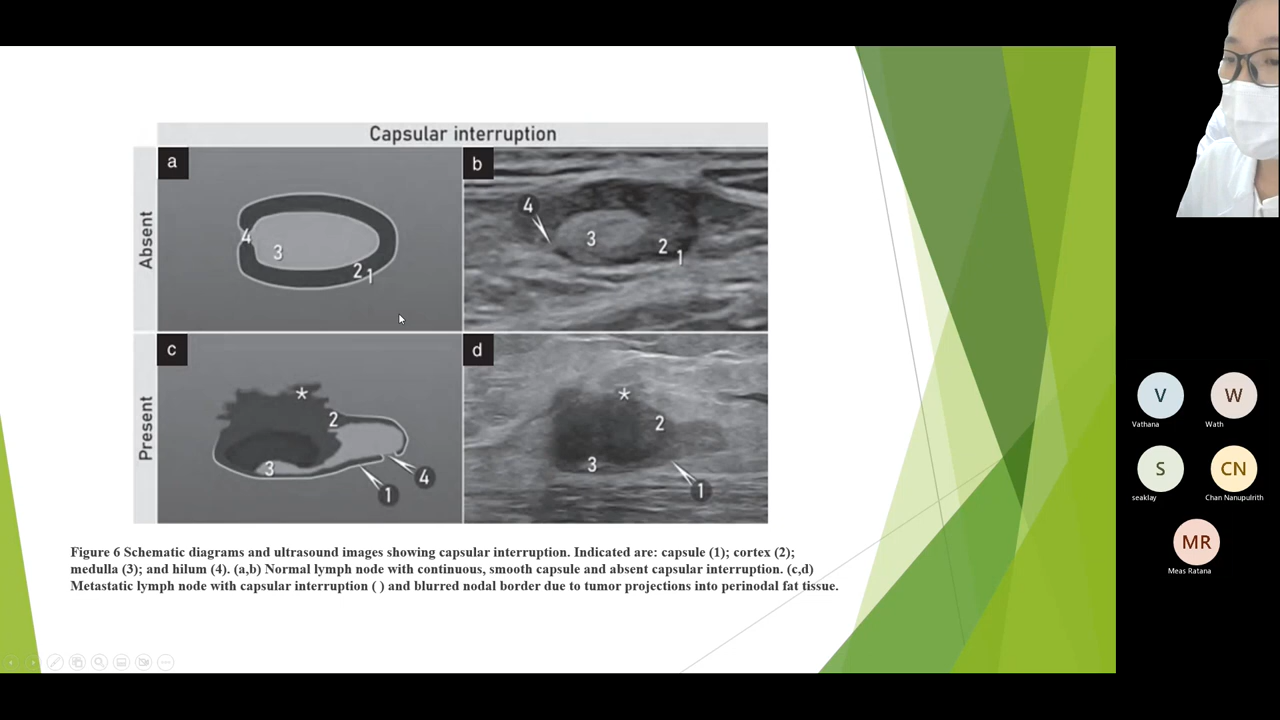 Capsular interruption
Absent
a
4
3
2
1
b
4
3
2
1
Present
c
*
2
3
4
1
d
*
2
3
1
Figure 6 Schematic diagrams and ultrasound images showing capsular interruption. Indicated are: capsule (1); cortex (2);
medulla (3); and hilum (4). (a,b) Normal lymph node with continuous, smooth capsule and absent capsular interruption. (c,d)
Metastatic lymph node with capsular interruption ( ) and blurred nodal border due to tumor projections into perinodal fat tissue.
V
Vathana
W
Wath
S
seaklay
CN
Chan Nanupulrith
MR
Meas Ratana